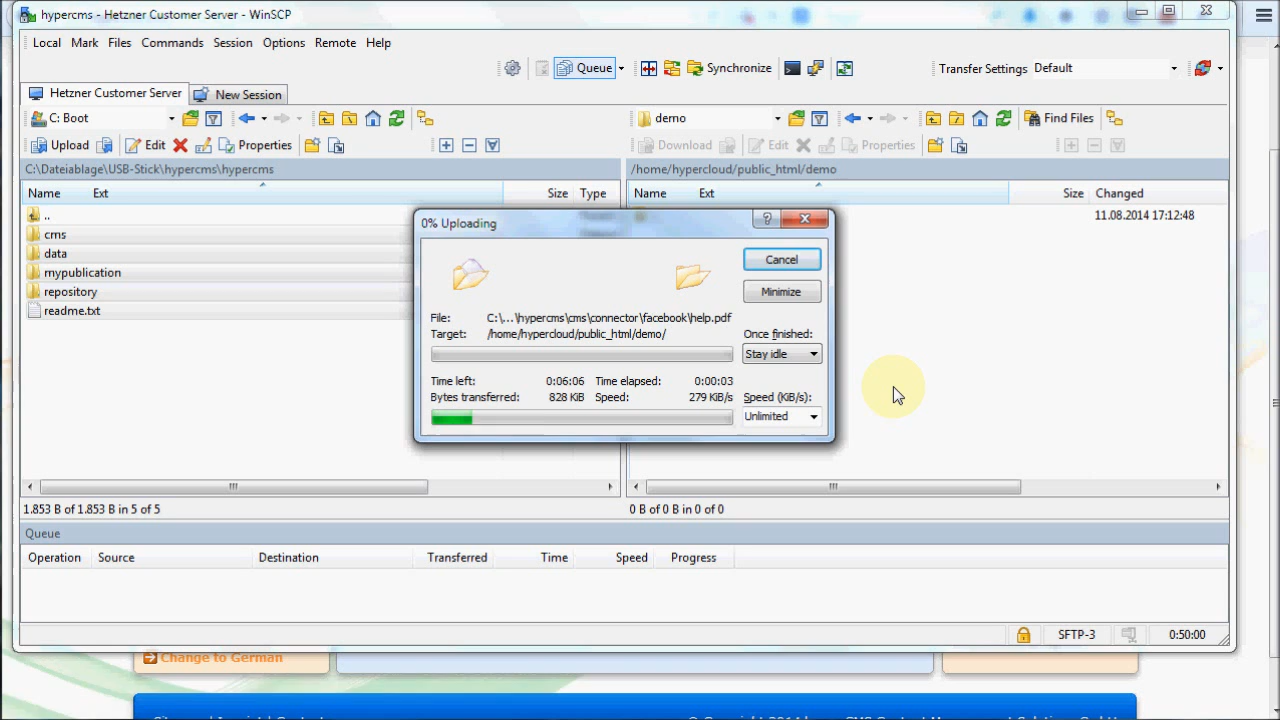 hypercms - Hetzner Customer Server - WinSCP
Local Mark Files Commands Session Options Remote Help
Queue Synchronize Transfer Settings Default
Hetzner Customer Server New Session
C: Boot demo Find Files
Upload Edit Properties Download Edit Properties
C:\Dateiablage\USB-Stick\hypercms\hypercms /home/hypercloud/public_html/demo
Name Ext Size Type Name Ext Size Changed
.. 11.08.2014 17:12:48
0% Uploading
cms
data
Cancel
mypublication
repository
Minimize
readme.txt
File: C:\...\hypercms\cms\connector\facebook\help.pdf
Target: /home/hypercloud/public_html/demo/
Once finished:
Stay idle
Time left: 0:06:06 Time elapsed: 0:00:03
Bytes transferred: 828 KiB Speed: 279 KiB/s Speed (KiB/s):
Unlimited
1.853 B of 1.853 B in 5 of 5 0 B of 0 B in 0 of 0
Queue
Operation Source Destination Transferred Time Speed Progress
SFTP-3 0:50:00
Change to German